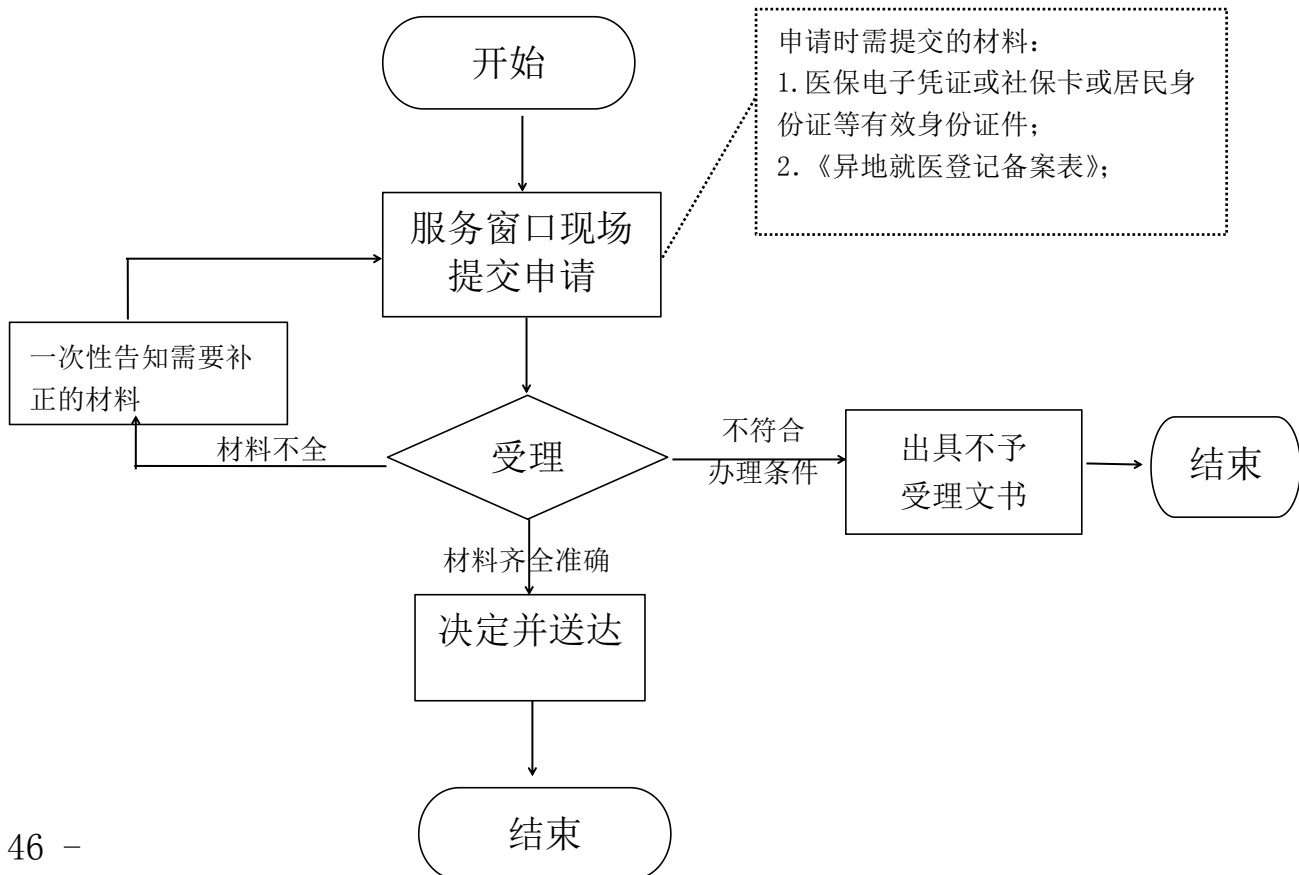 开始
申请时需提交的材料：
1.医保电子凭证或社保卡或居民身
份证等有效身份证件；
2.《异地就医登记备案表》；
服务窗口现场
提交申请
一次性告知需要补
正的材料
材料不全
受理
不符合
办理条件
出具不予
受理文书
结束
材料齐全准确
决定并送达
结束
46 -